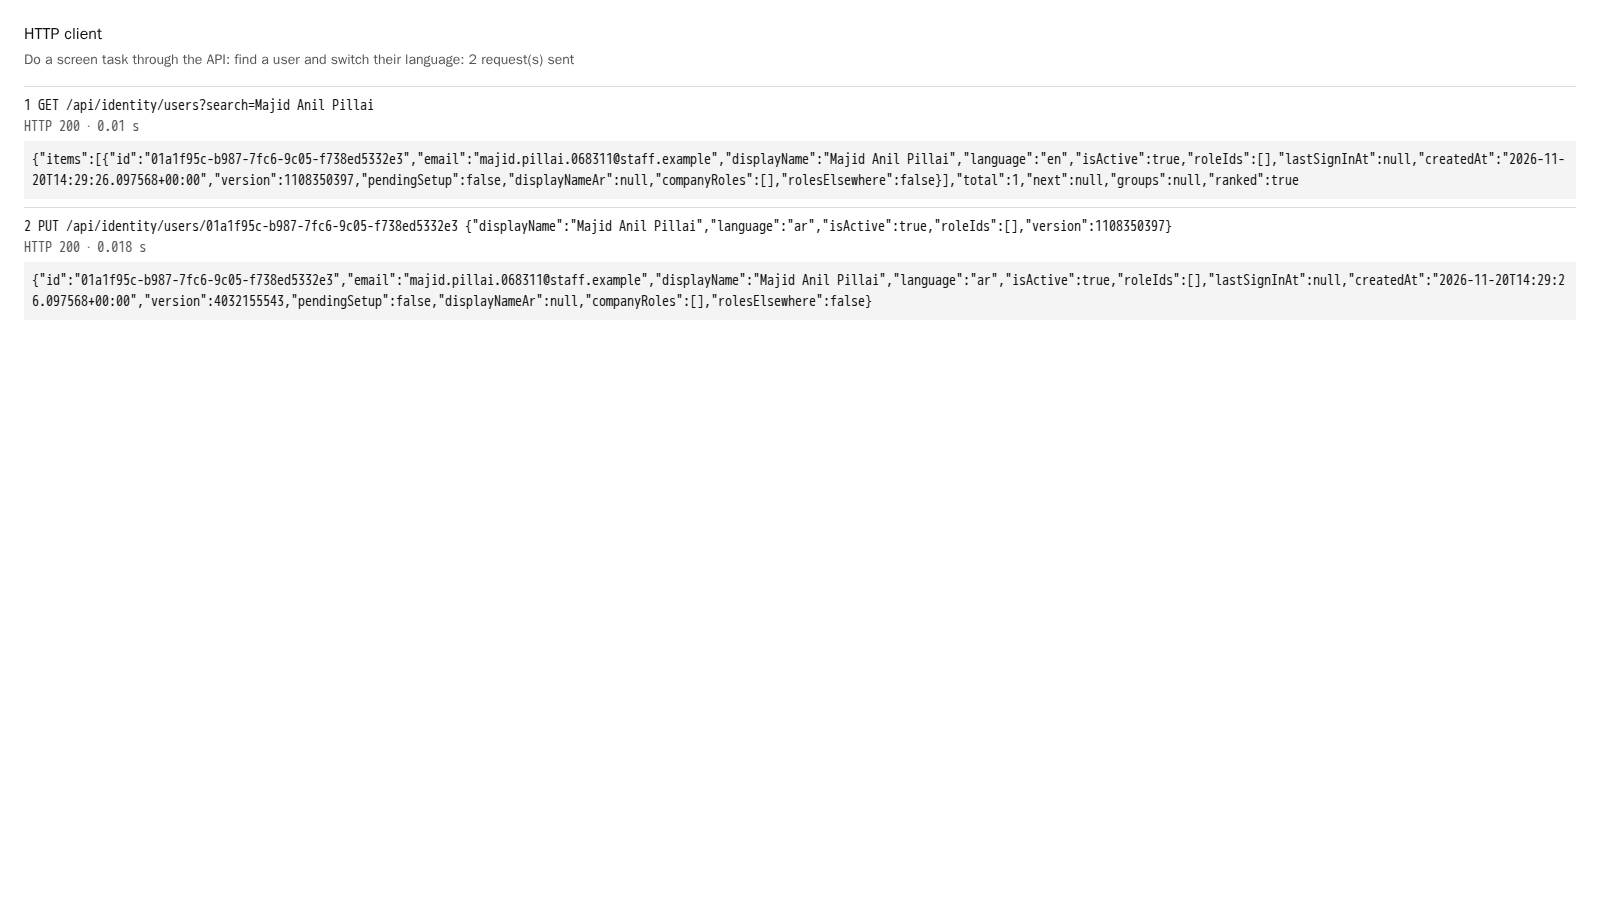 HTTP client
Do a screen task through the API: find a user and switch their language: 2 request(s) sent
1 GET /api/identity/users?search=Majid Anil Pillai
HTTP 200 · 0.01 s
{"items":[{"id":"01a1f95c-b987-7fc6-9c05-f738ed5332e3","email":"majid.pillai.068311@staff.example","displayName":"Majid Anil Pillai","language":"en","isActive":true,"roleIds":[],"lastSignInAt":null,"createdAt":"2026-11-
20T14:29:26.097568+00:00","version":1108350397,"pendingSetup":false,"displayNameAr":null,"companyRoles":[],"rolesElsewhere":false}],"total":1,"next":null,"groups":null,"ranked":true
2 PUT /api/identity/users/01a1f95c-b987-7fc6-9c05-f738ed5332e3 {"displayName":"Majid Anil Pillai","language":"ar","isActive":true,"roleIds":[],"version":1108350397}
HTTP 200 · 0.018 s
{"id":"01a1f95c-b987-7fc6-9c05-f738ed5332e3","email":"majid.pillai.068311@staff.example","displayName":"Majid Anil Pillai","language":"ar","isActive":true,"roleIds":[],"lastSignInAt":null,"createdAt":"2026-11-20T14:29:2
6.097568+00:00","version":4032155543,"pendingSetup":false,"displayNameAr":null,"companyRoles":[],"rolesElsewhere":false}